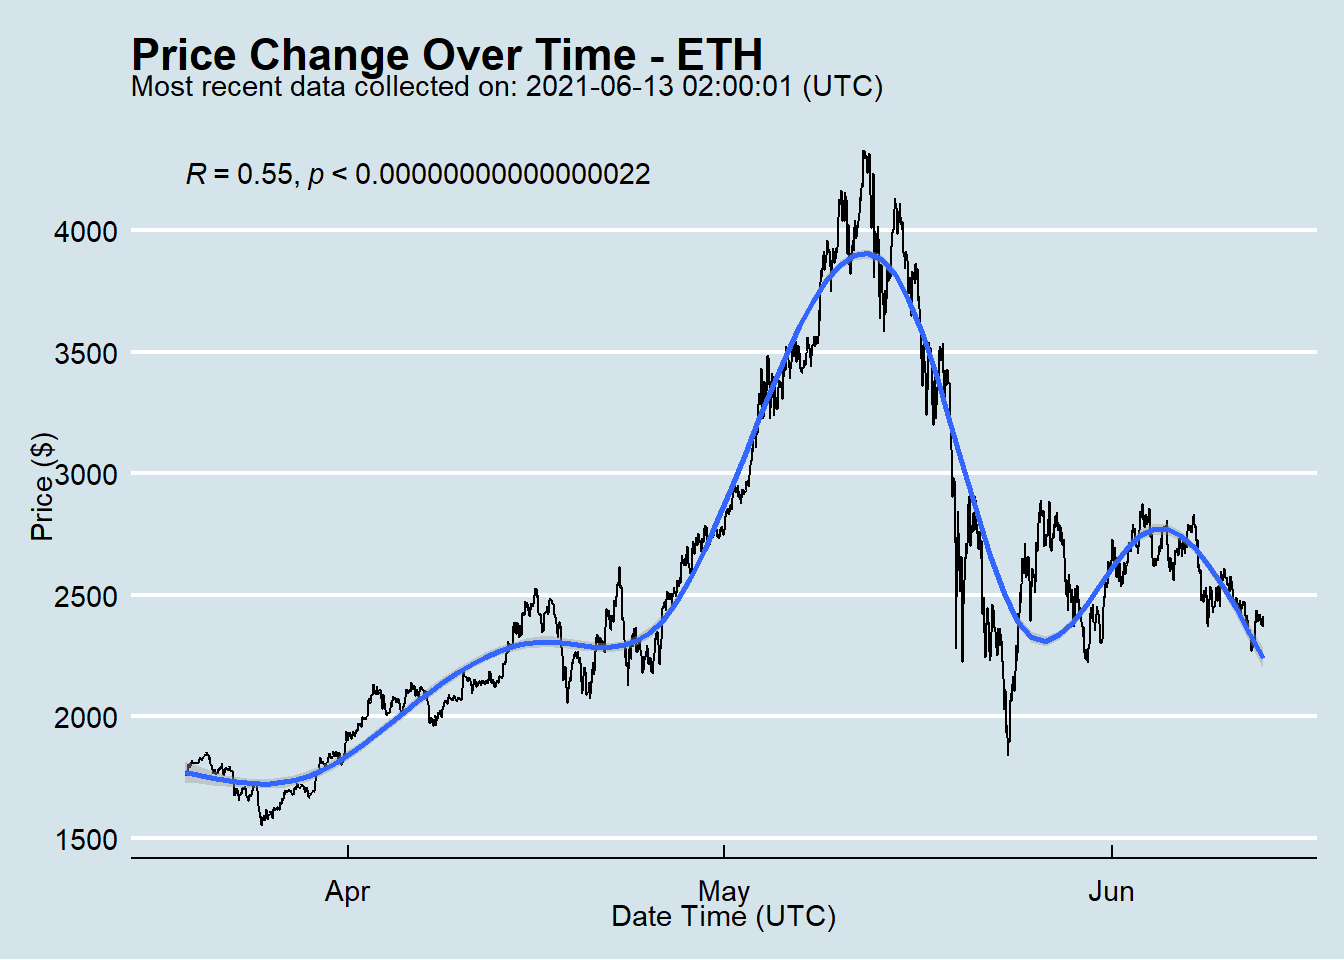 Price Change Over Time - ETH
Most recent data collected on: 2021-06-13 02:00:01 (UTC)
R = 0.55, p < 0.00000000000000022
4000
3500
3000
2500
2000
1500
Price ($)
Apr May Jun
Date Time (UTC)